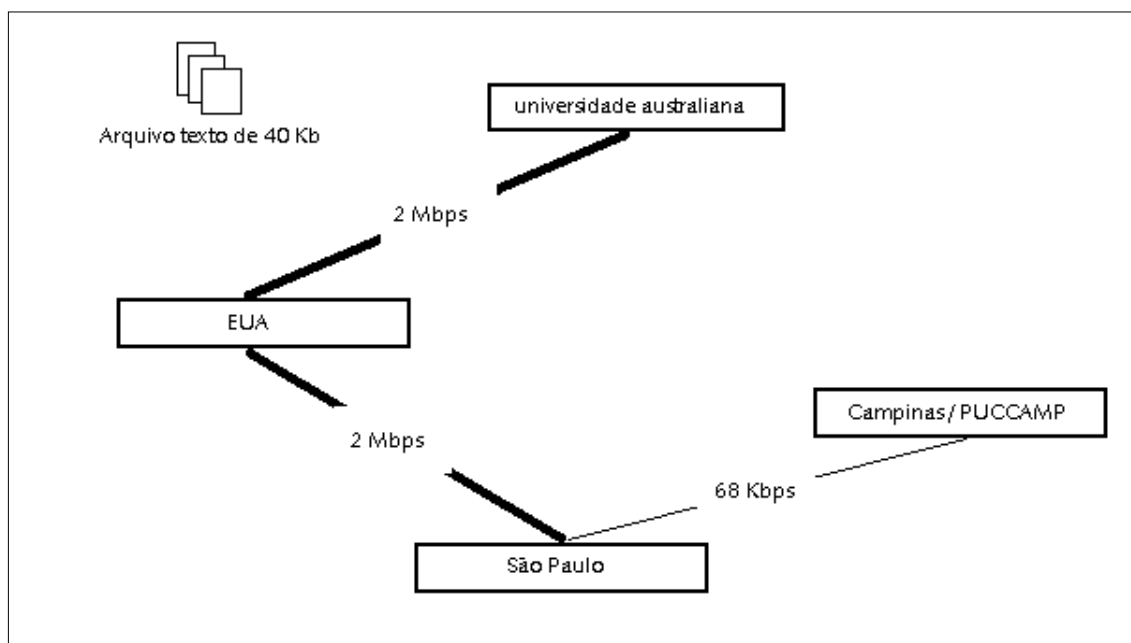 universidade australiana
Arquivo texto de 40 Kb
2 Mbps
EUA
Campinas/ PUCCAMP
2 Mbps
68 Kbps
São Paulo